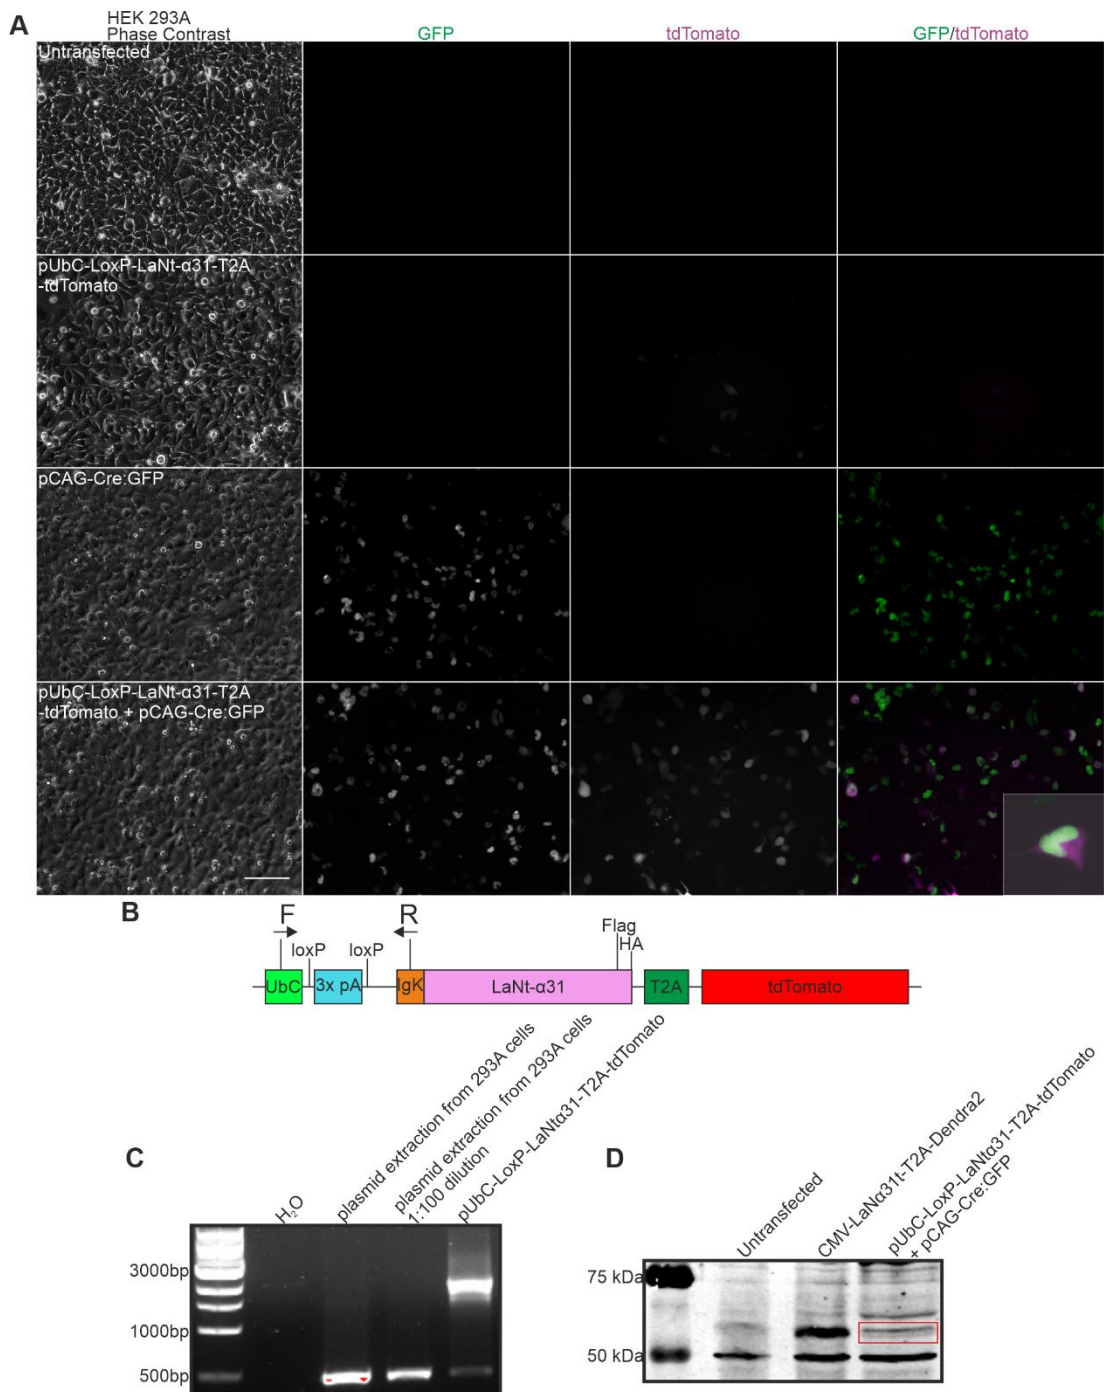 A
HEK 293A
Phase Contrast
GFP
tdTomato
GFP/tdTomato
Untransfected
pUbC-LoxP-LaNt-α31-T2A
-tdTomato
pCAG-Cre:GFP
pUbC-LoxP-LaNt-α31-T2A
-tdTomato + pCAG-Cre:GFP
B
F
R
loxP
loxP
Flag
HA
UbC
3x pA
IgK
LaNt-α31
T2A
tdTomato
C
H₂O
plasmid extraction from 293A cells
plasmid extraction from 293A cells
1:100 dilution
pUbC-LoxP-LaNtα31-T2A-tdTomato
3000bp
1000bp
500bp
D
Untransfected
CMV-LaNα31t-T2A-Dendra2
pUbC-LoxP-LaNtα31-T2A-tdTomato
+ pCAG-Cre:GFP
75 kDa
50 kDa